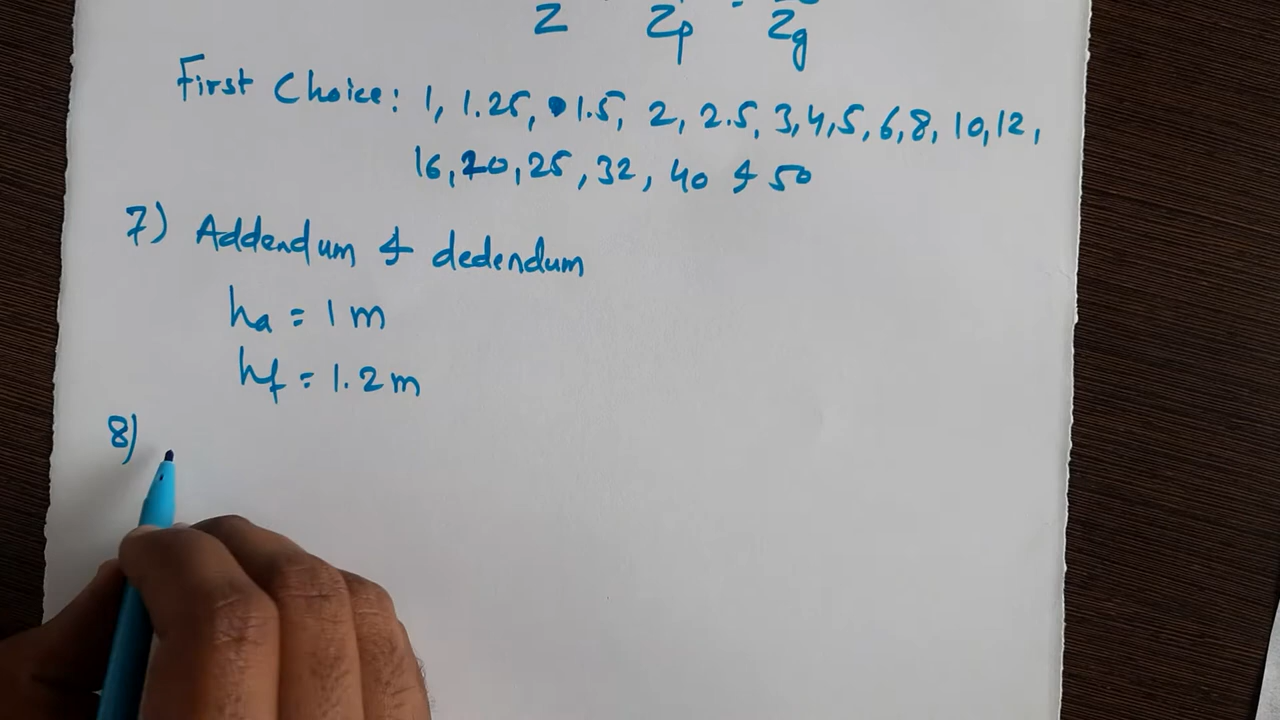 Z Zp Zg
First Choice: 1, 1.25, 1.5, 2, 2.5, 3, 4, 5, 6, 8, 10, 12,
16, 20, 25, 32, 40 & 50
7) Addendum & dedendum
ha = 1 m
hf = 1.2 m
8)